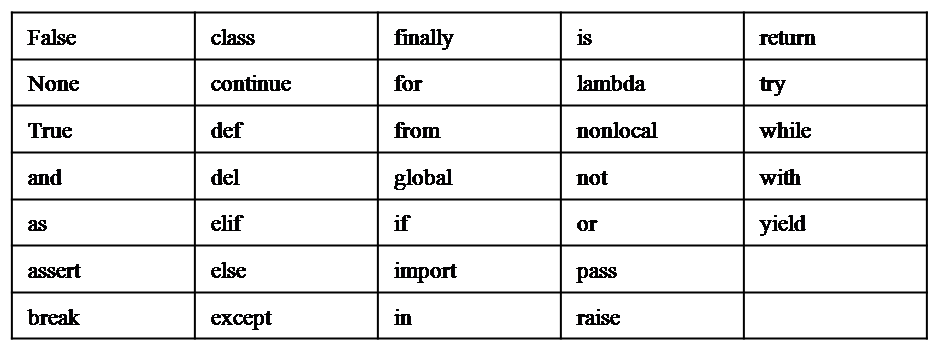 False class finally is return
None continue for lambda try
True def from nonlocal while
and del global not with
as elif if or yield
assert else import pass
break except in raise